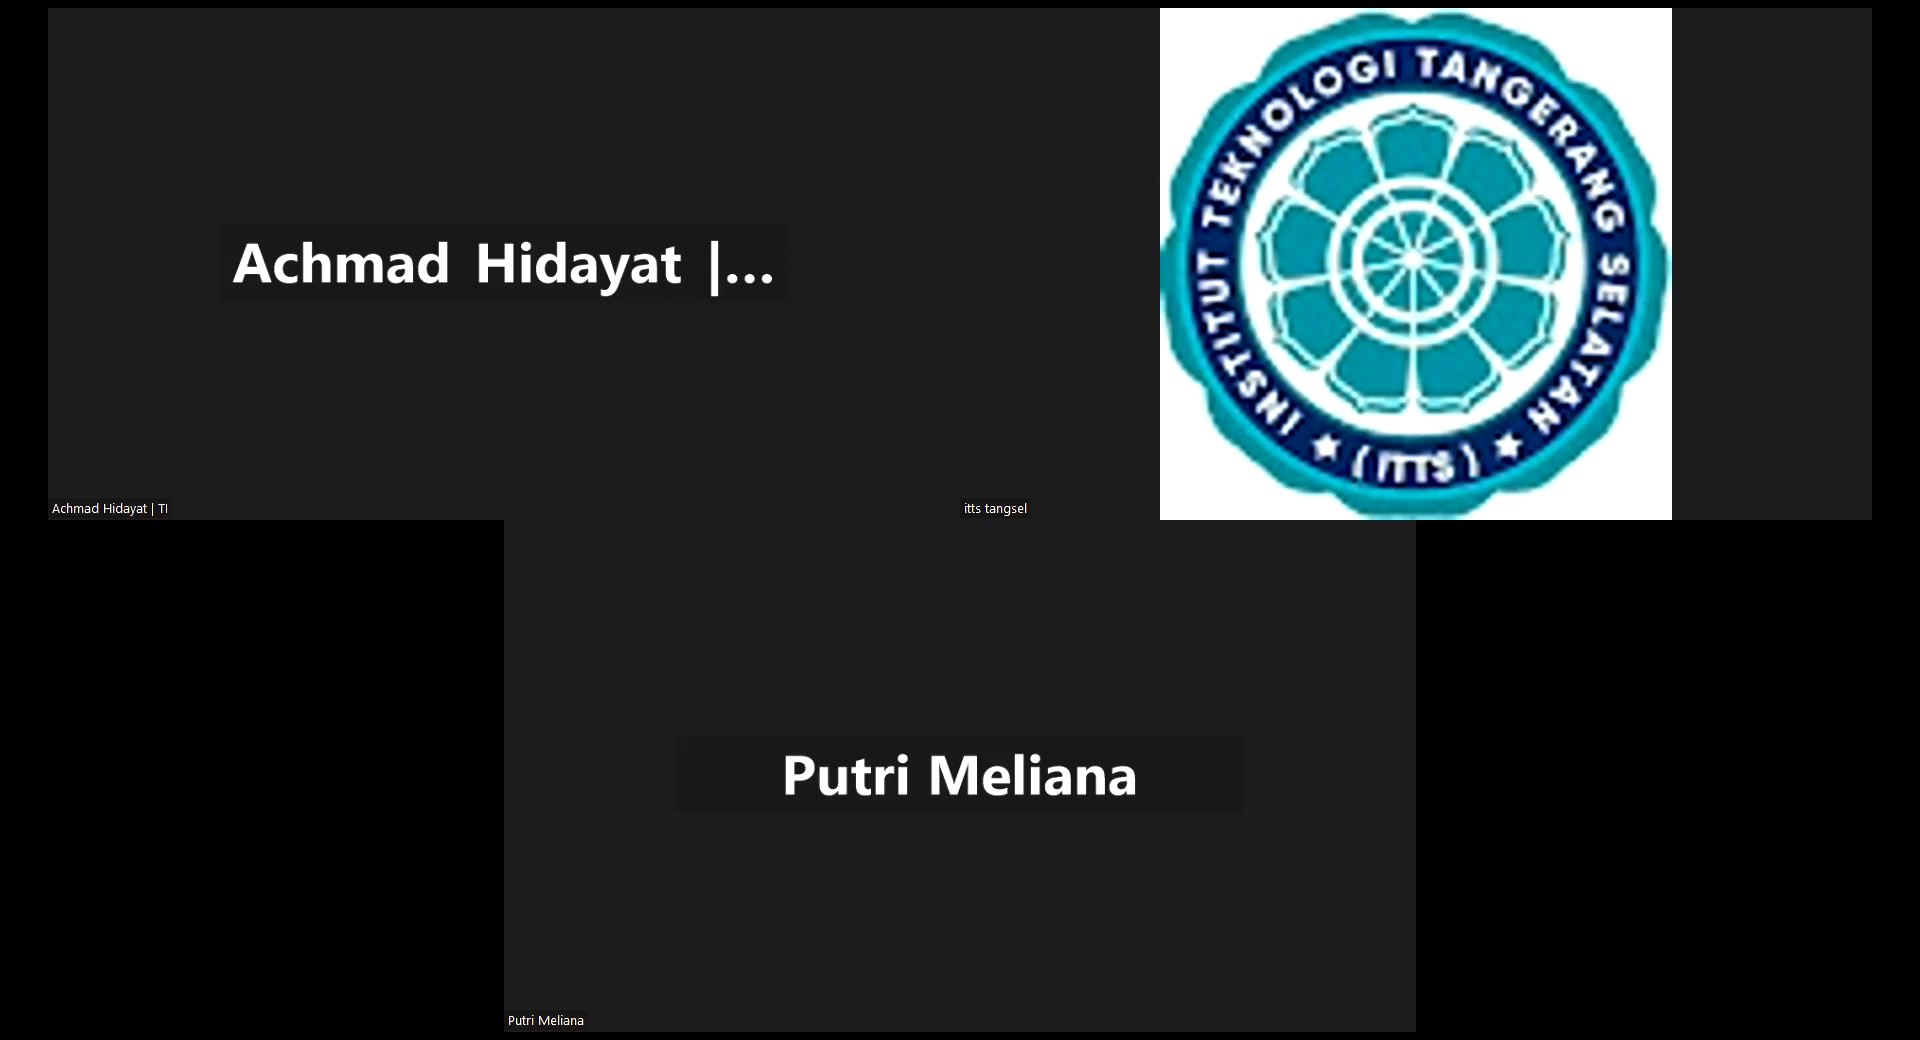 Achmad Hidayat |...
Achmad Hidayat | TI
INSTITUT TEKNOLOGI TANGERANG SELATAN
★ (ITTS) ★
itts tangsel
Putri Meliana
Putri Meliana